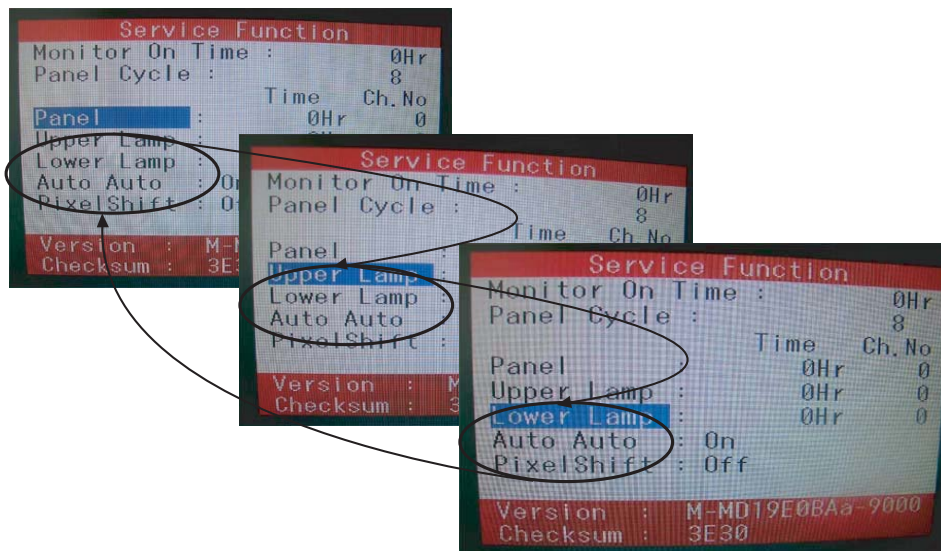 Service Function
Monitor On Time : 0Hr
Panel Cycle : 8
Time Ch.No
Panel : 0Hr 0
Upper Lamp :
Lower Lamp :
Auto Auto : On
PixelShift :
Version :
Checksum :
Service Function
Monitor On Time : 0Hr
Panel Cycle : 8
Time Ch.No
Panel :
Upper Lamp :
Lower Lamp :
Auto Auto
PixelShift :
Version :
Checksum :
Service Function
Monitor On Time : 0Hr
Panel Cycle : 8
Time Ch.No
Panel : 0Hr 0
Upper Lamp : 0Hr 0
Lower Lamp : 0Hr 0
Auto Auto : On
PixelShift : Off
Version : M-MD19E0BAa-9000
Checksum : 3E30